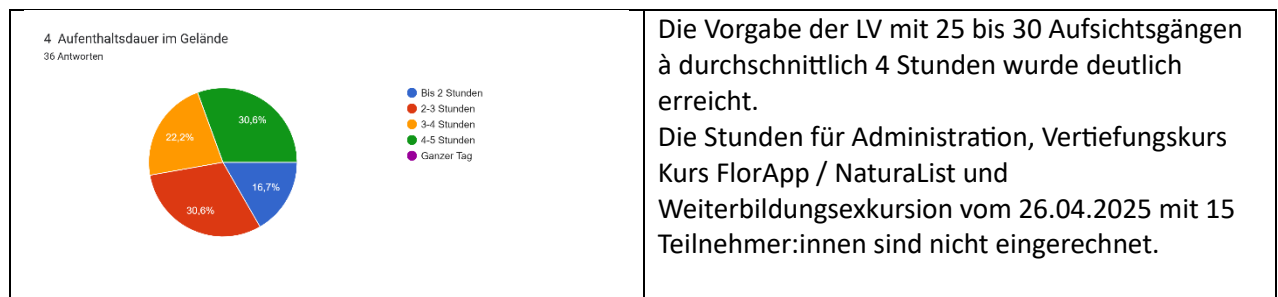 4 Aufenthaltsdauer im Gelände
36 Antworten
Bis 2 Stunden
2-3 Stunden
3-4 Stunden
4-5 Stunden
Ganzer Tag
30,6%
22,2%
16,7%
30,6%
Die Vorgabe der LV mit 25 bis 30 Aufsichtsgängen
à durchschnittlich 4 Stunden wurde deutlich
erreicht.
Die Stunden für Administration, Vertiefungskurs
Kurs FlorApp / NaturaList und
Weiterbildungsexkursion vom 26.04.2025 mit 15
Teilnehmer:innen sind nicht eingerechnet.